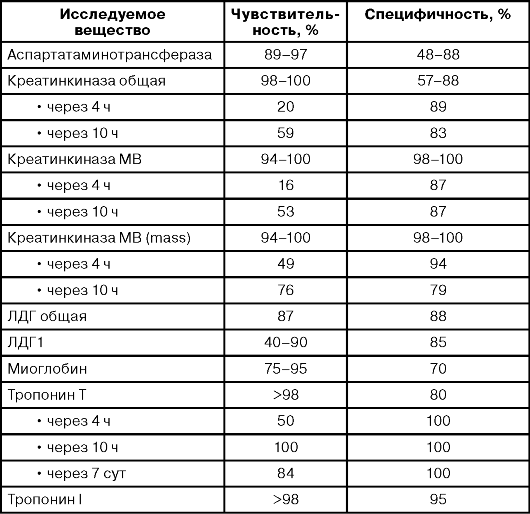 Исследуемое вещество Чувствитель-ность, % Специфичность, %
Аспартатаминотрансфераза 89–97 48–88
Креатинкиназа общая 98–100 57–88
• через 4 ч 20 89
• через 10 ч 59 83
Креатинкиназа МВ 94–100 98–100
• через 4 ч 16 87
• через 10 ч 53 87
Креатинкиназа МВ (mass) 94–100 98–100
• через 4 ч 49 94
• через 10 ч 76 79
ЛДГ общая 87 88
ЛДГ1 40–90 85
Миоглобин 75–95 70
Тропонин Т >98 80
• через 4 ч 50 100
• через 10 ч 100 100
• через 7 сут 84 100
Тропонин I >98 95